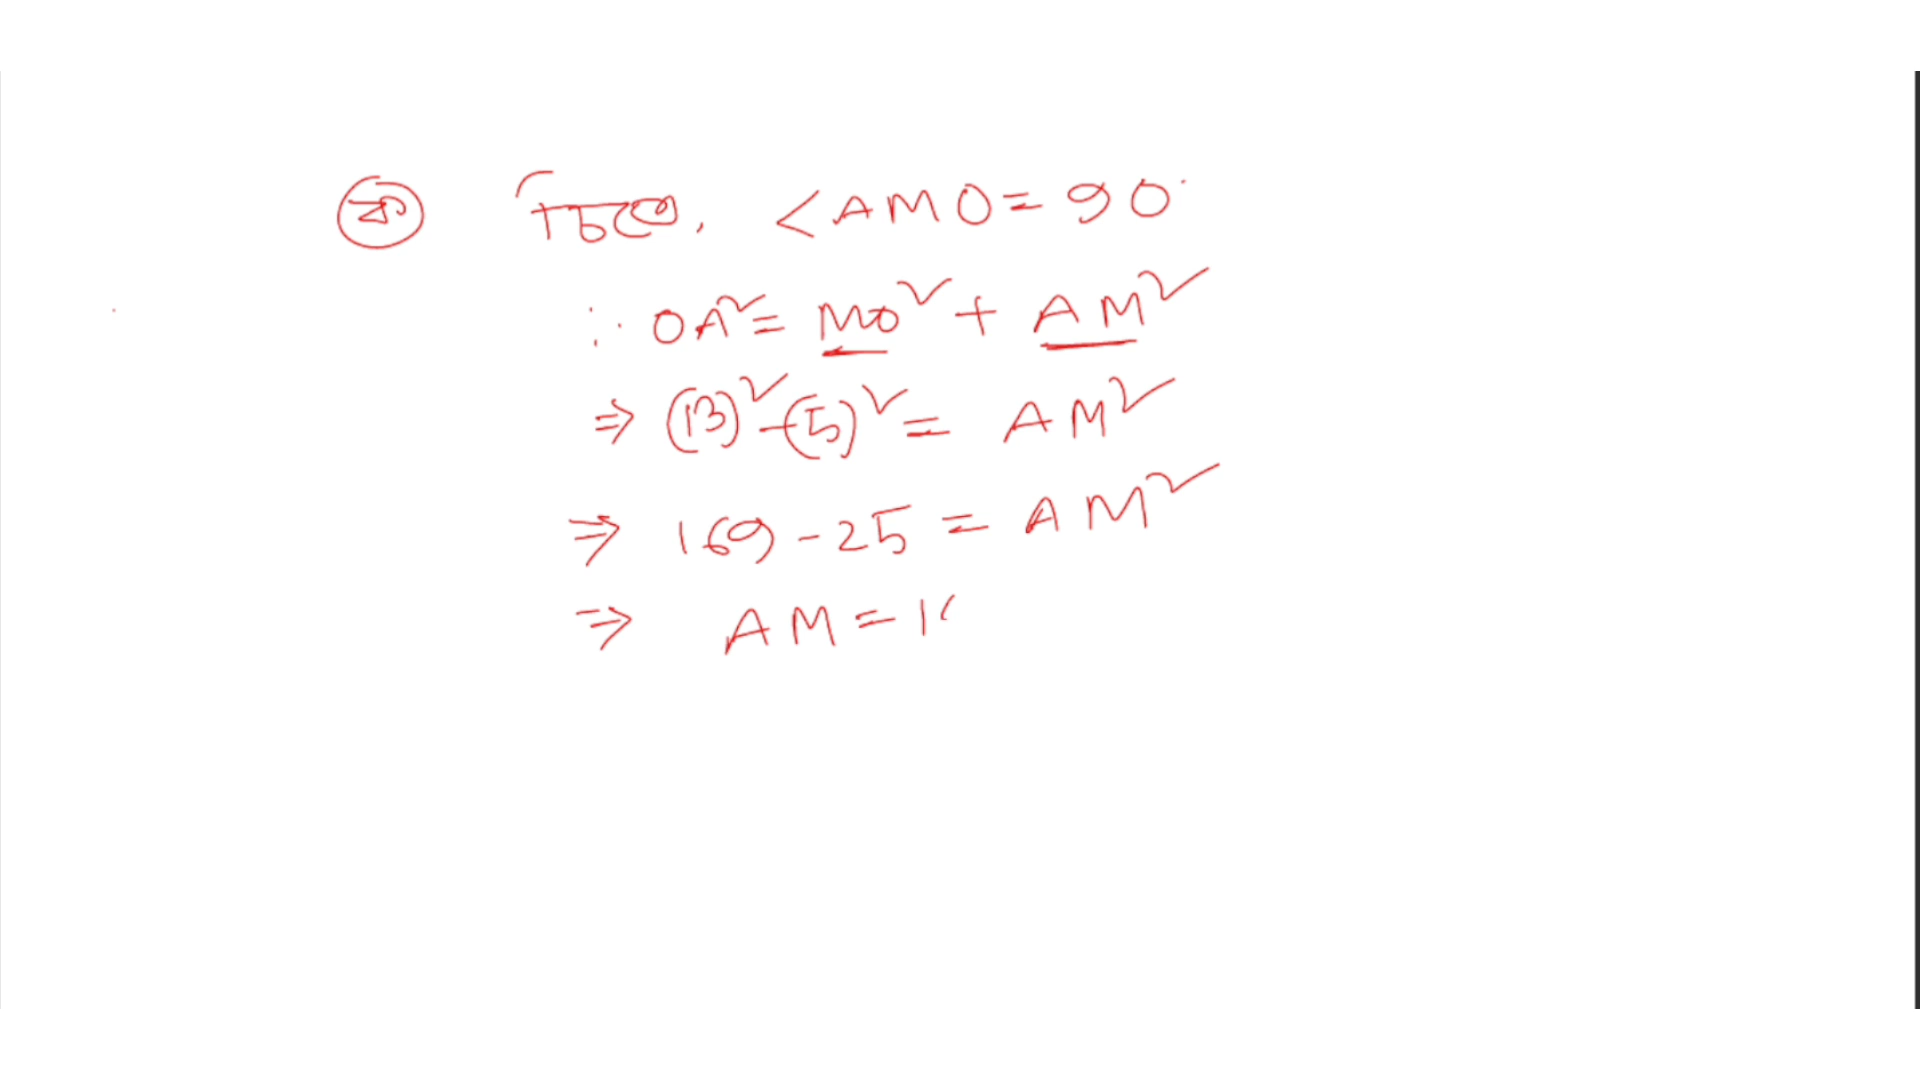 ক চিত্রে, <AMO = 90°
∴ OA² = MO² + AM²
⇒ (13)² - (5)² = AM²
⇒ 169 - 25 = AM²
⇒ AM = 1